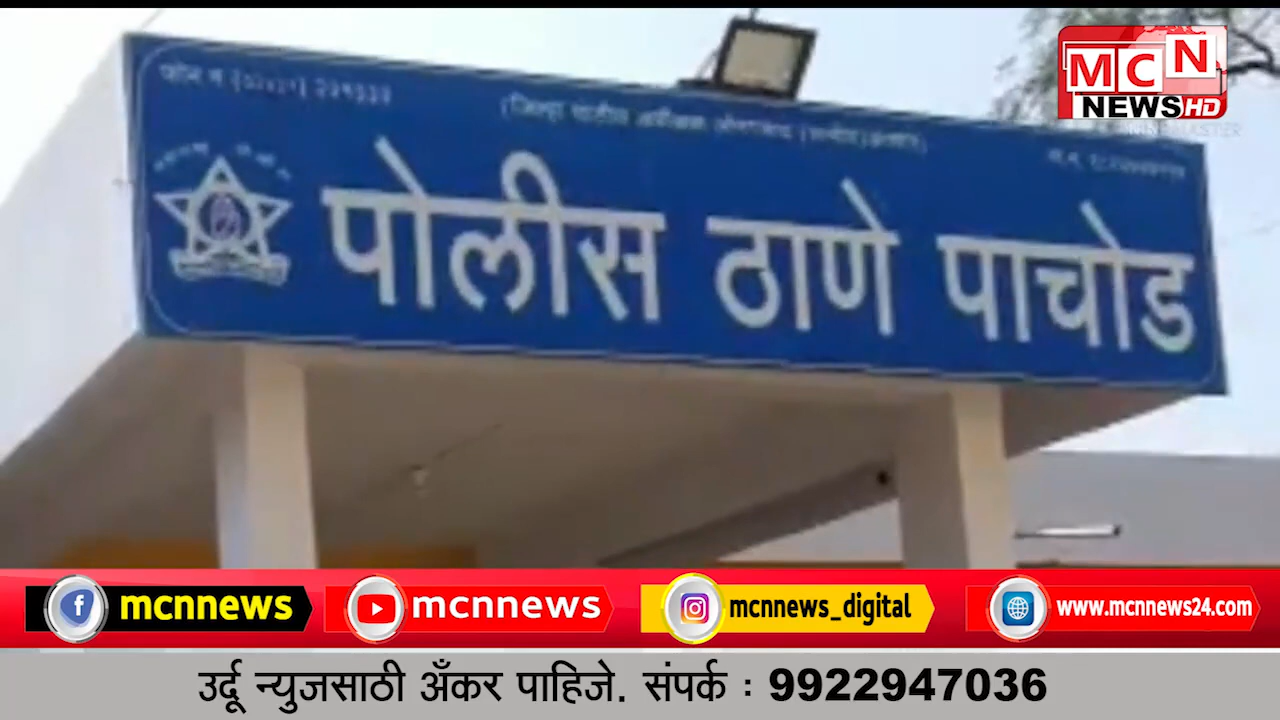 MCN
NEWS HD
पोलीस ठाणे पाचोड
mcnnews
mcnnews
mcnnews_digital
www.mcnnews24.com
उर्दू न्युजसाठी अँकर पाहिजे. संपर्क : 9922947036